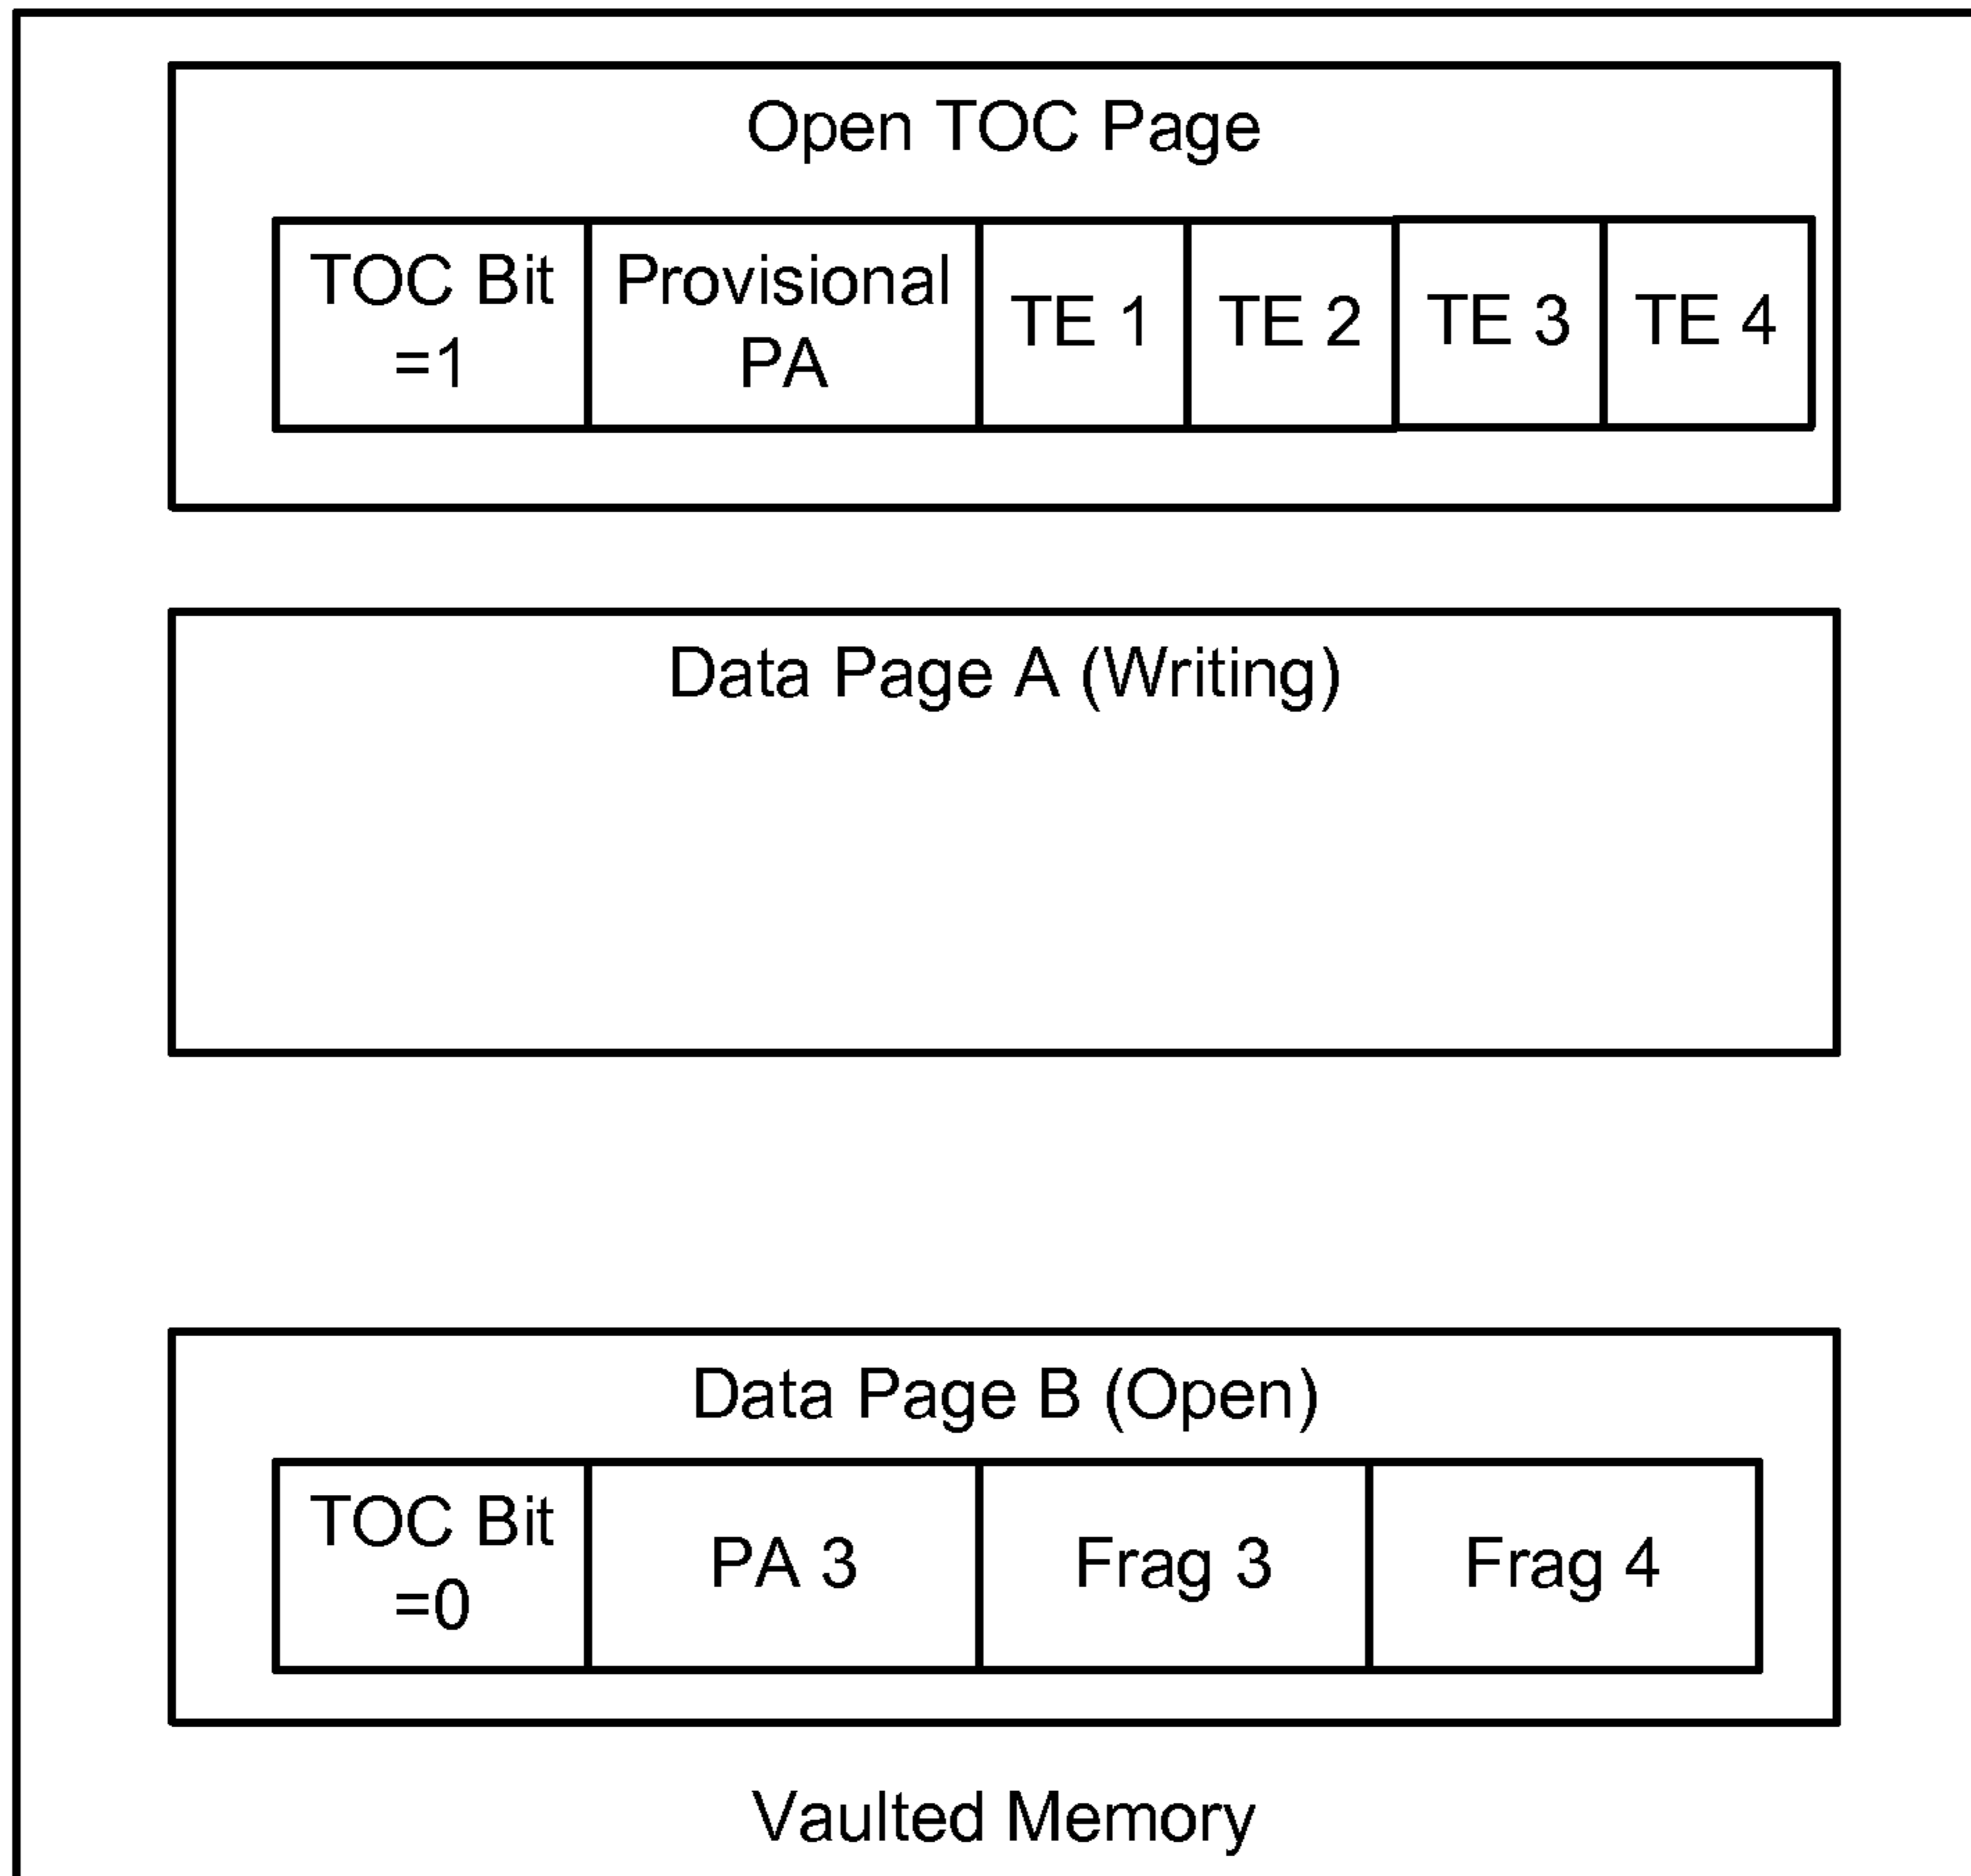 Open TOC Page
TOC Bit
=1
Provisional
PA
TE 1
TE 2
TE 3
TE 4
Data Page A (Writing)
Data Page B (Open)
TOC Bit
=0
PA 3
Frag 3
Frag 4
Vaulted Memory